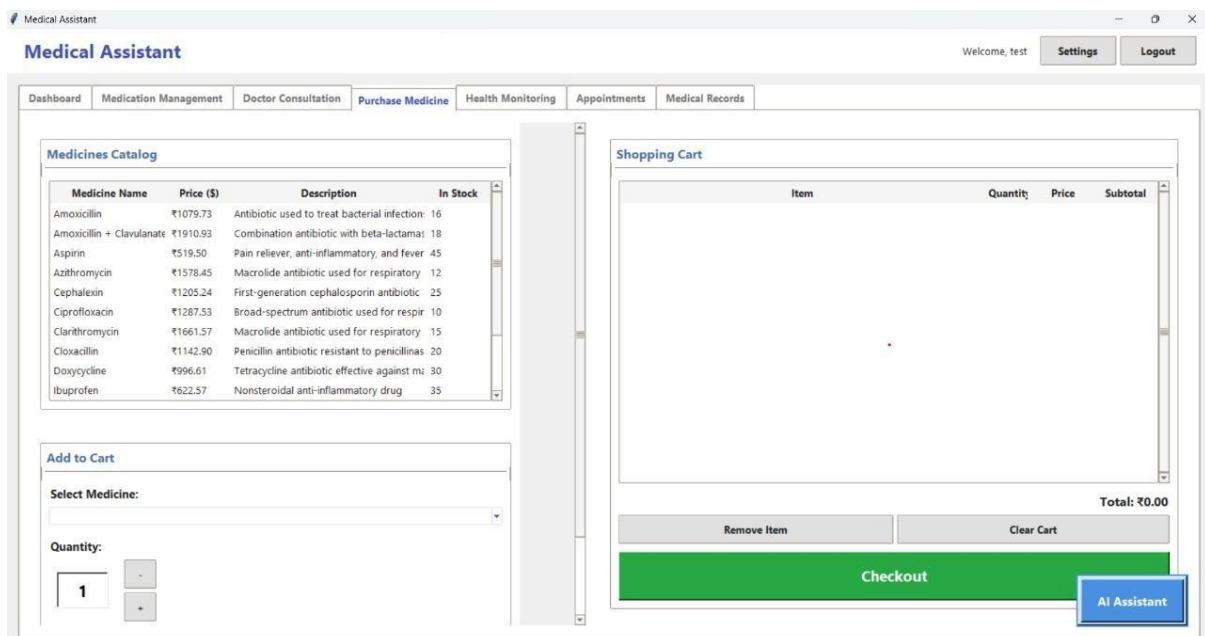 Medical Assistant
Medical Assistant
Welcome, test
Settings
Logout
Dashboard
Medication Management
Doctor Consultation
Purchase Medicine
Health Monitoring
Appointments
Medical Records
Medicines Catalog
Medicine Name Price ($) Description In Stock
Amoxicillin ₹1079.73 Antibiotic used to treat bacterial infection 16
Amoxicillin + Clavulanate ₹1910.93 Combination antibiotic with beta-lactamas 18
Aspirin ₹519.50 Pain reliever, anti-inflammatory, and fever 45
Azithromycin ₹1578.45 Macrolide antibiotic used for respiratory 12
Cephalexin ₹1205.24 First-generation cephalosporin antibiotic 25
Ciprofloxacin ₹1287.53 Broad-spectrum antibiotic used for respir 10
Clarithromycin ₹1661.57 Macrolide antibiotic used for respiratory 15
Cloxacillin ₹1142.90 Penicillin antibiotic resistant to penicillinas 20
Doxycycline ₹996.61 Tetracycline antibiotic effective against ma 30
Ibuprofen ₹622.57 Nonsteroidal anti-inflammatory drug 35
Add to Cart
Select Medicine:
Quantity:
1
-
+
Shopping Cart
Item Quantity Price Subtotal
Total: ₹0.00
Remove Item
Clear Cart
Checkout
AI Assistant